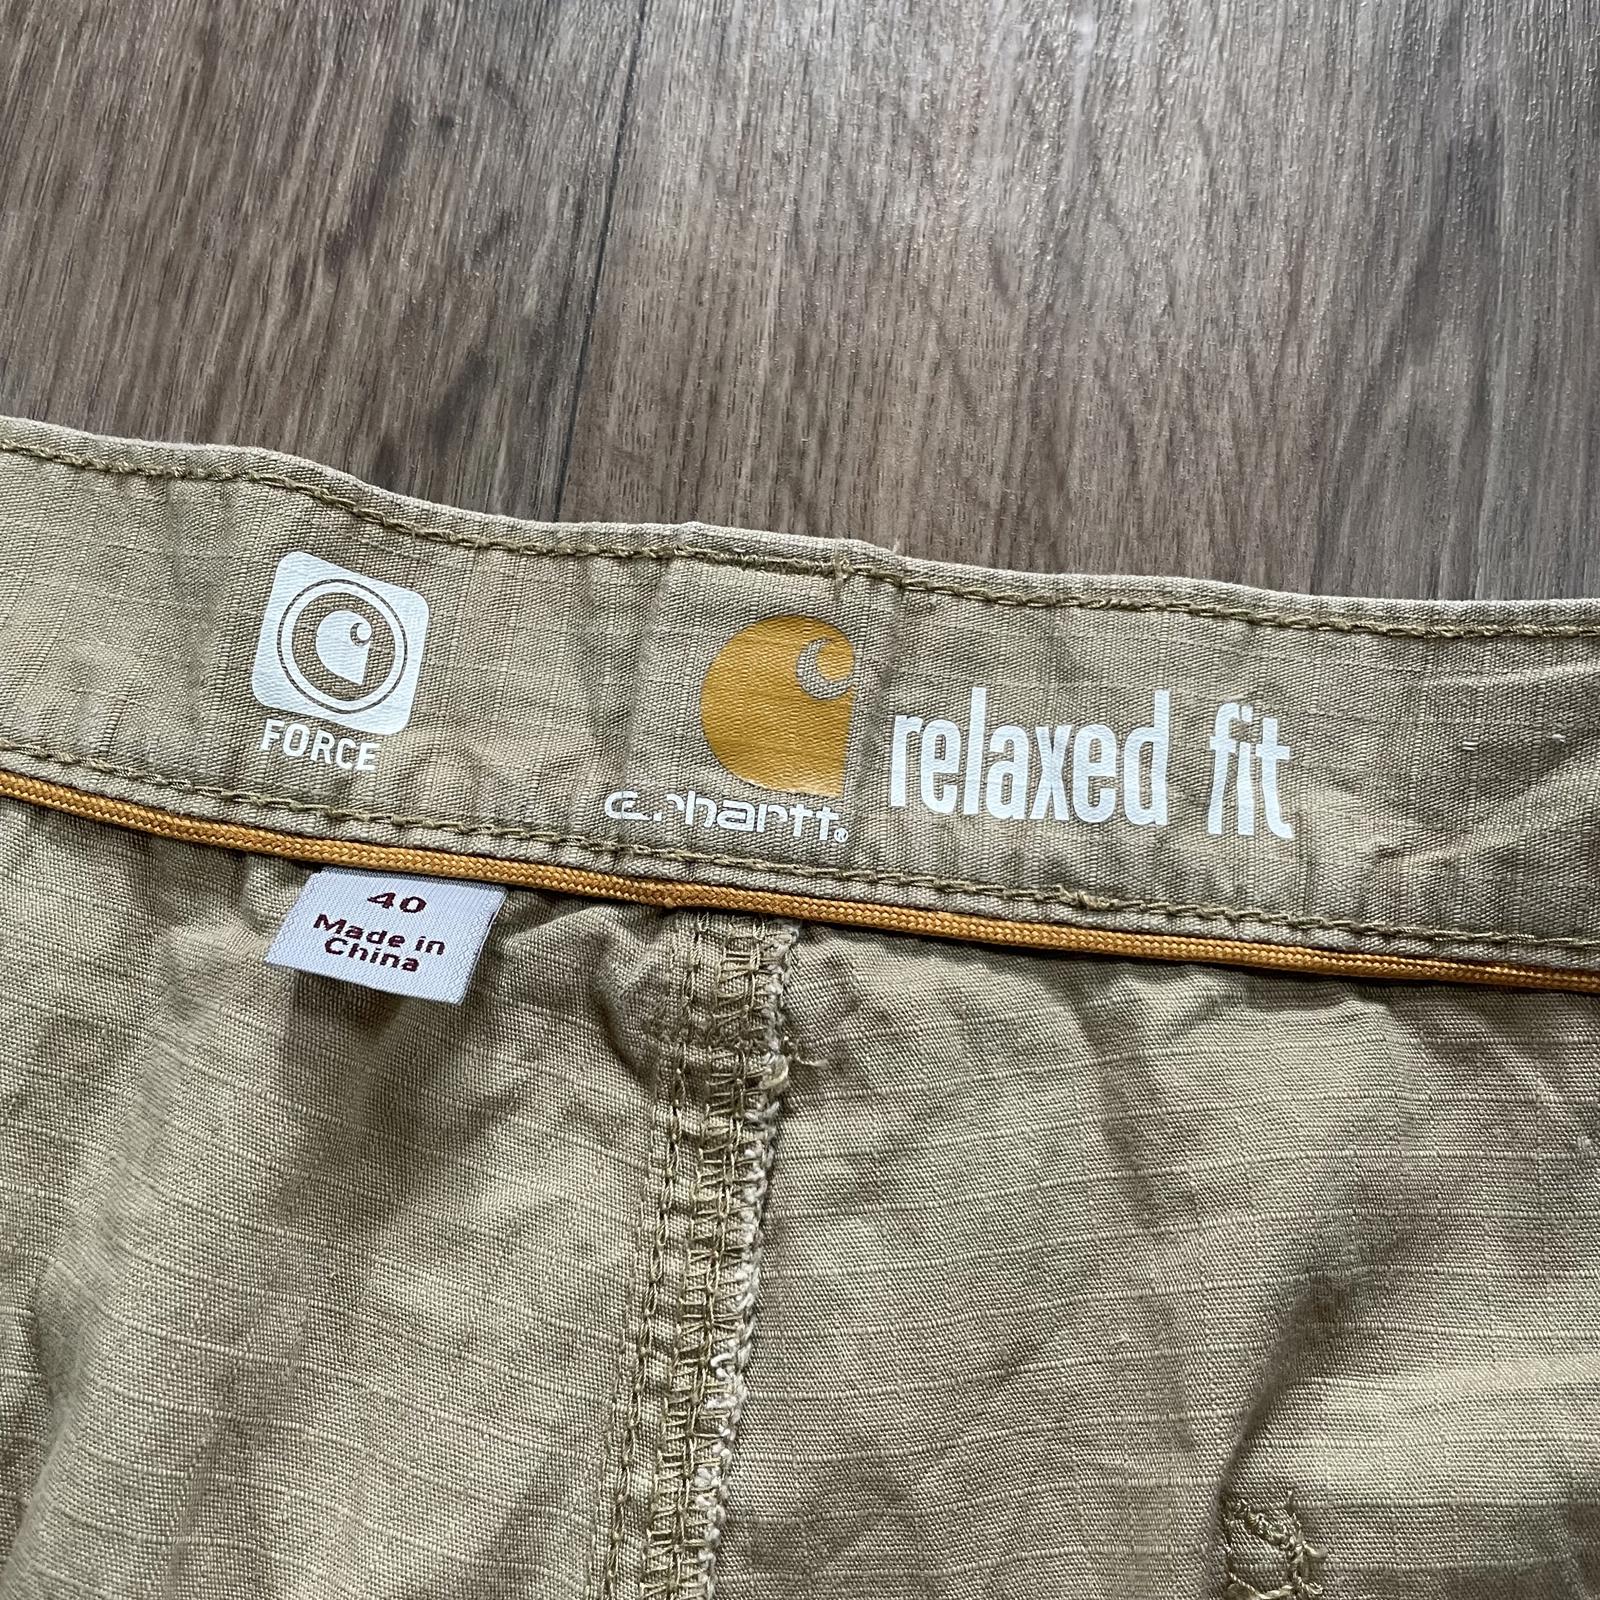 FORCE
carhartt®
relaxed fit
40
Made in
China